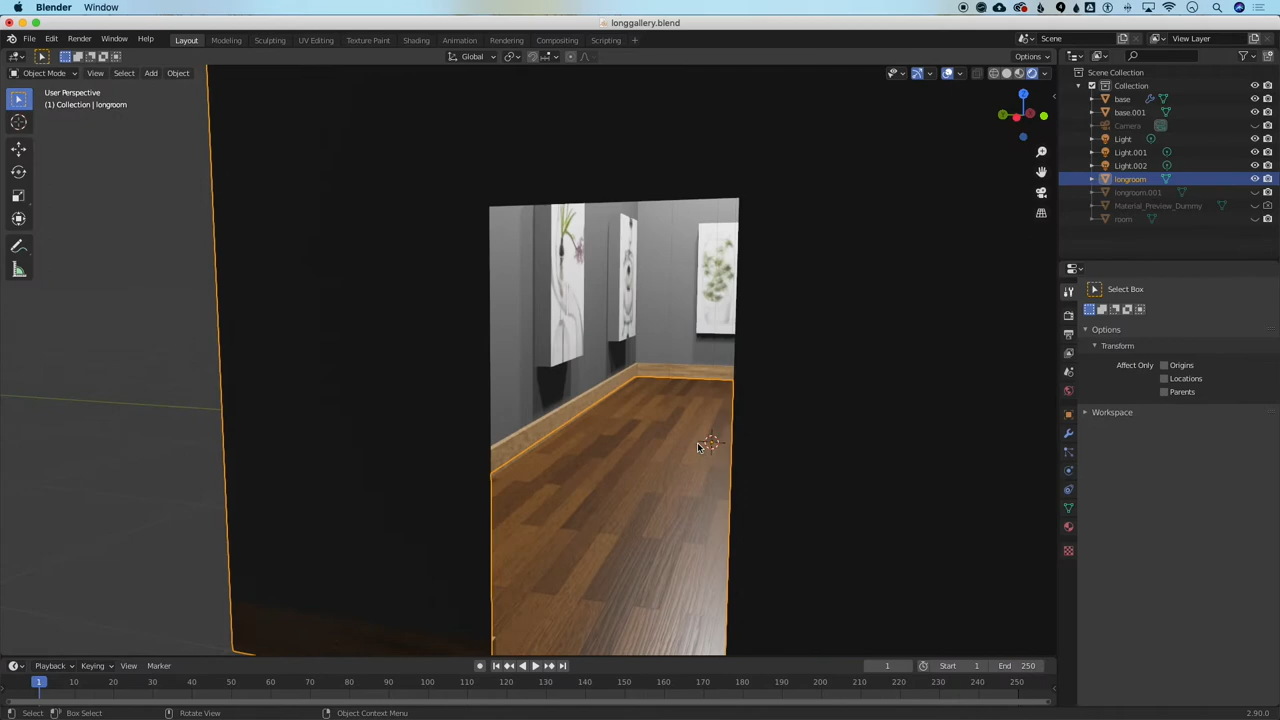 Blender Window
longgallery.blend
File Edit Render Window Help Layout Modeling Sculpting UV Editing Texture Paint Shading Animation Rendering Compositing Scripting + Scene View Layer
Global Options
Object Mode View Select Add Object
User Perspective
(1) Collection | longroom
Scene Collection
Collection
base
base.001
Camera
Light
Light.001
Light.002
longroom
longroom.001
Material_Preview_Dummy
room
Select Box
Options
Transform
Affect Only Origins
Locations
Parents
Workspace
Playback Keying View Marker 1 Start 1 End 250
1 10 20 30 40 50 60 70 80 90 100 110 120 130 140 150 160 170 180 190 200 210 220 230 240 250
Select Box Select Rotate View Object Context Menu 2.90.0